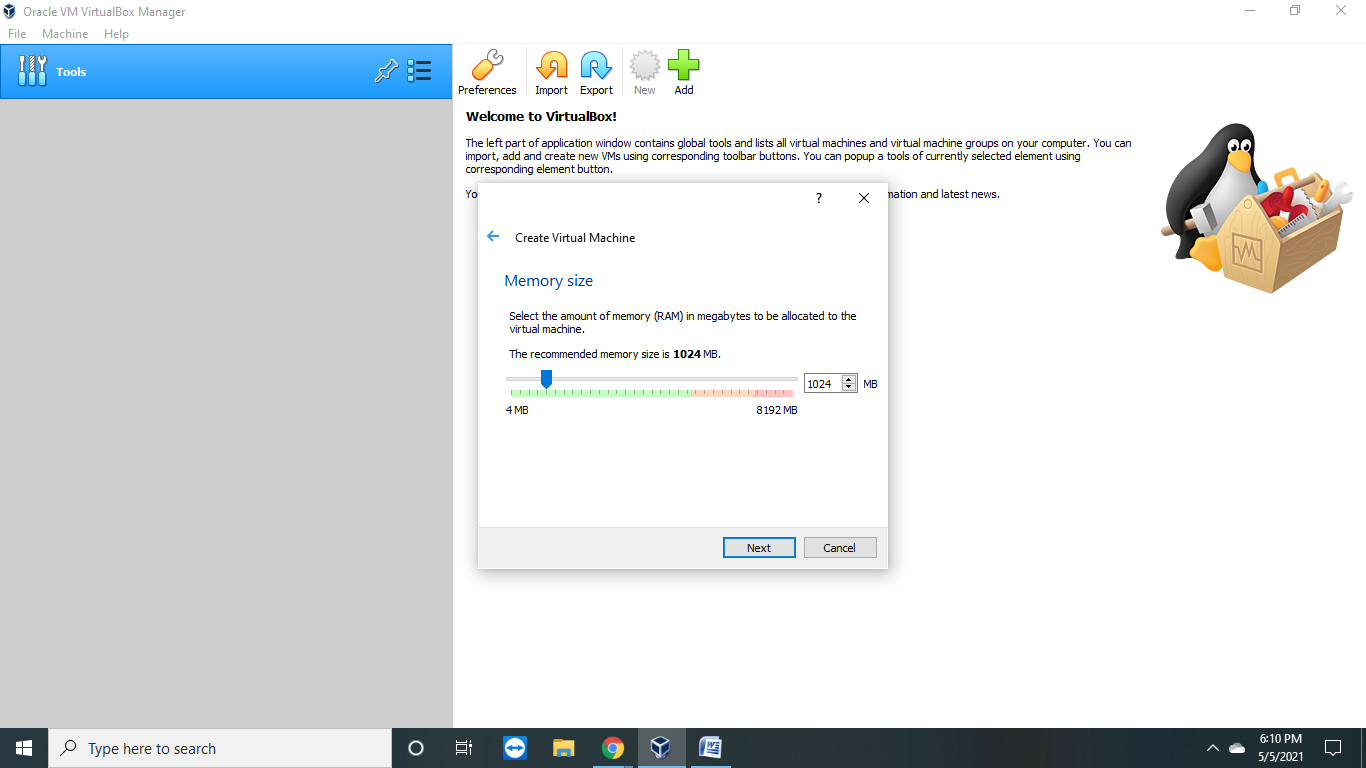 Oracle VM VirtualBox Manager
File Machine Help
Tools
Preferences Import Export New Add
Welcome to VirtualBox!
The left part of application window contains global tools and lists all virtual machines and virtual machine groups on your computer. You can
import, add and create new VMs using corresponding toolbar buttons. You can popup a tools of currently selected element using
corresponding element button.
Yo
mation and latest news.
?
Create Virtual Machine
Memory size
Select the amount of memory (RAM) in megabytes to be allocated to the
virtual machine.
The recommended memory size is 1024 MB.
1024 MB
4 MB 8192 MB
Next Cancel
Type here to search
6:10 PM
5/5/2021